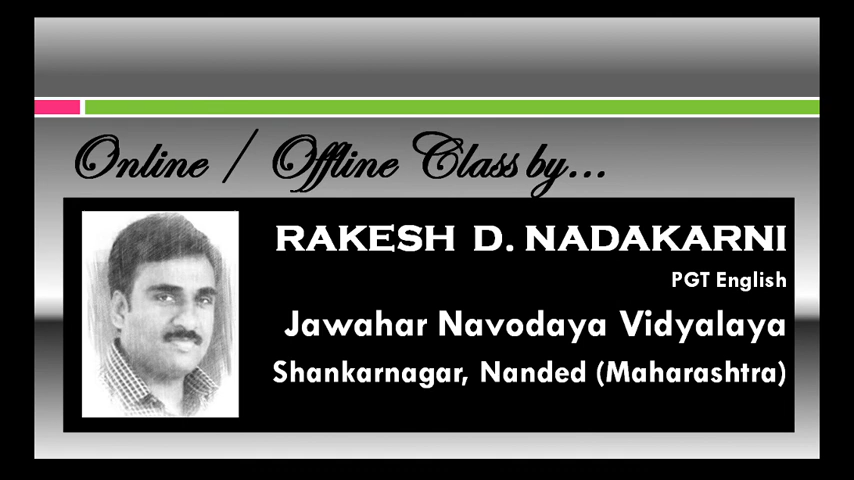 Online / Offline Class by...
RAKESH D. NADAKARNI
PGT English
Jawahar Navodaya Vidyalaya
Shankarnagar, Nanded (Maharashtra)